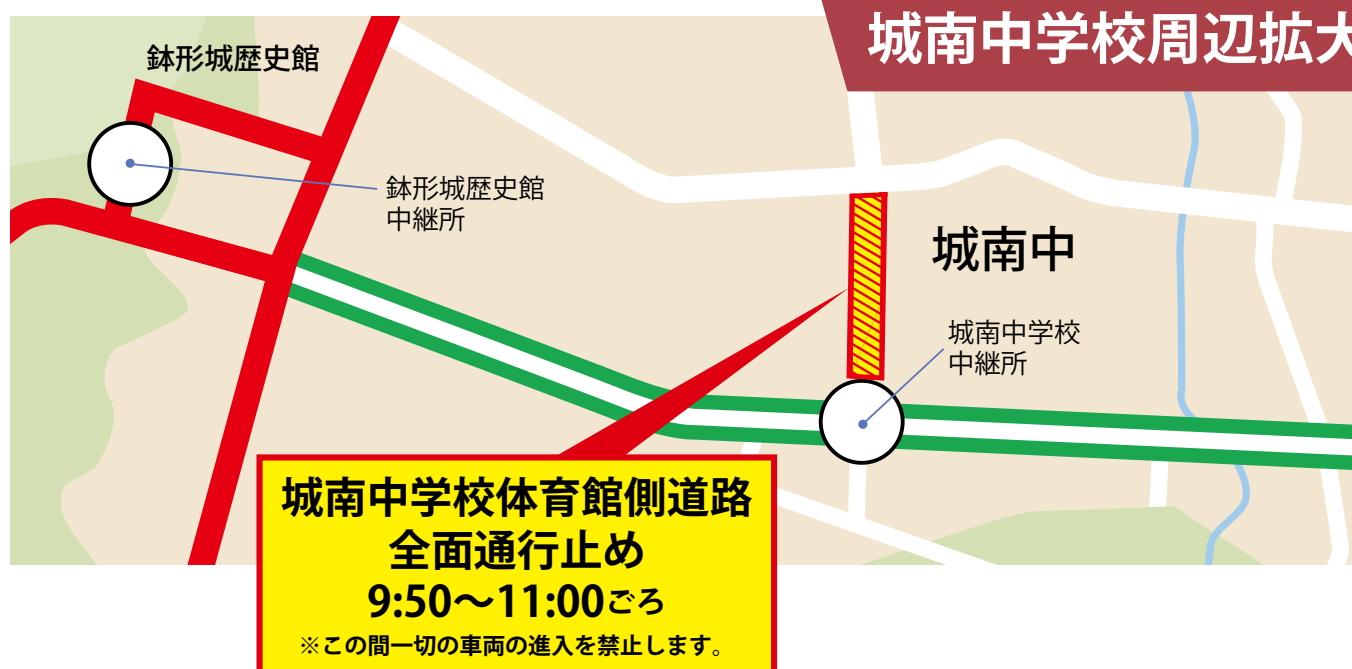 城南中学校周辺拡大
鉢形城歴史館
鉢形城歴史館
中継所
城南中
城南中学校
中継所
城南中学校体育館側道路
全面通行止め
9:50〜11:00ごろ
※この間一切の車両の進入を禁止します。